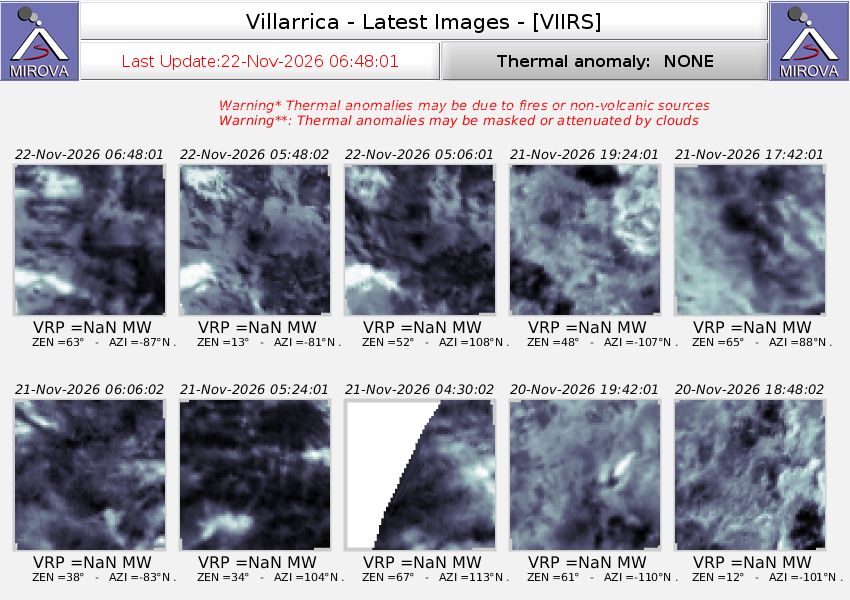 Villarrica - Latest Images - [VIIRS]
MIROVA
Last Update:22-Nov-2026 06:48:01
Thermal anomaly: NONE
MIROVA
Warning* Thermal anomalies may be due to fires or non-volcanic sources
Warning**: Thermal anomalies may be masked or attenuated by clouds
22-Nov-2026 06:48:01 22-Nov-2026 05:48:02 22-Nov-2026 05:06:01 21-Nov-2026 19:24:01 21-Nov-2026 17:42:01
VRP =NaN MW VRP =NaN MW VRP =NaN MW VRP =NaN MW VRP =NaN MW
ZEN =63° - AZI =-87°N . ZEN =13° - AZI =-81°N . ZEN =52° - AZI =108°N . ZEN =48° - AZI =-107°N . ZEN =65° - AZI =88°N .
21-Nov-2026 06:06:02 21-Nov-2026 05:24:01 21-Nov-2026 04:30:02 20-Nov-2026 19:42:01 20-Nov-2026 18:48:02
VRP =NaN MW VRP =NaN MW VRP =NaN MW VRP =NaN MW VRP =NaN MW
ZEN =38° - AZI =-83°N . ZEN =34° - AZI =104°N . ZEN =67° - AZI =113°N . ZEN =61° - AZI =-110°N . ZEN =12° - AZI =-101°N .